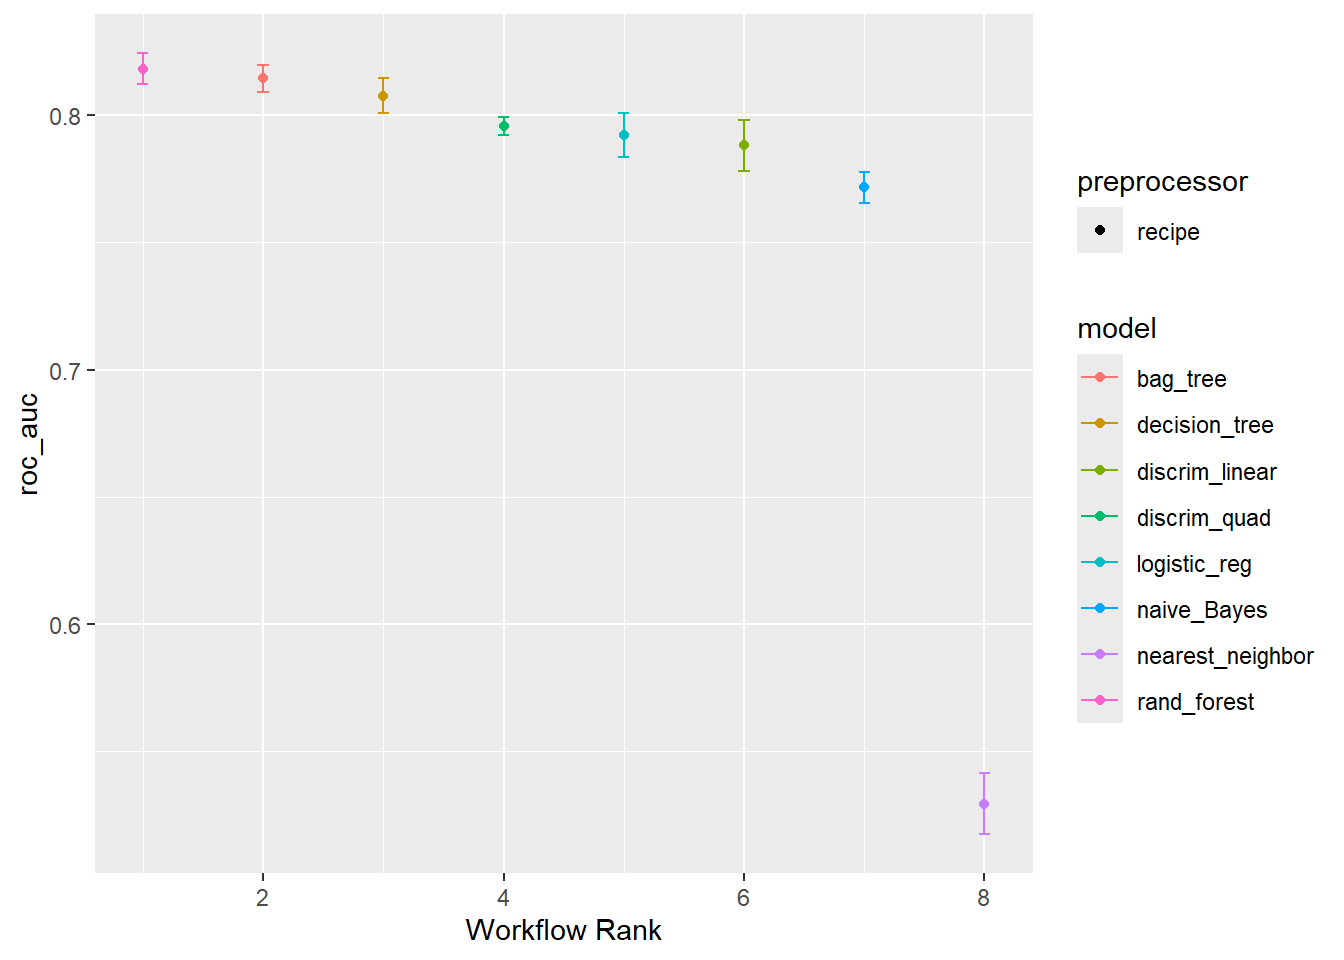 roc_auc
0.8
0.7
0.6
2
4
6
8
Workflow Rank
preprocessor
recipe
model
bag_tree
decision_tree
discrim_linear
discrim_quad
logistic_reg
naive_Bayes
nearest_neighbor
rand_forest